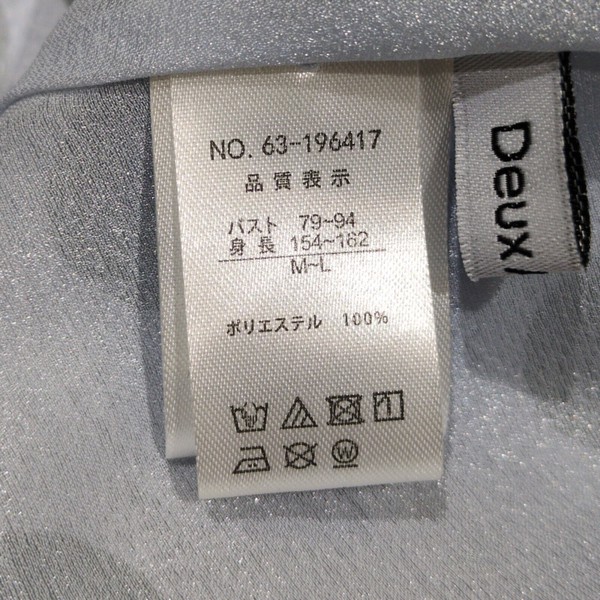 NO. 63-196417
品質表示
バスト 79~94
身長 154~162
M~L
ポリエステル 100%
W
Deux